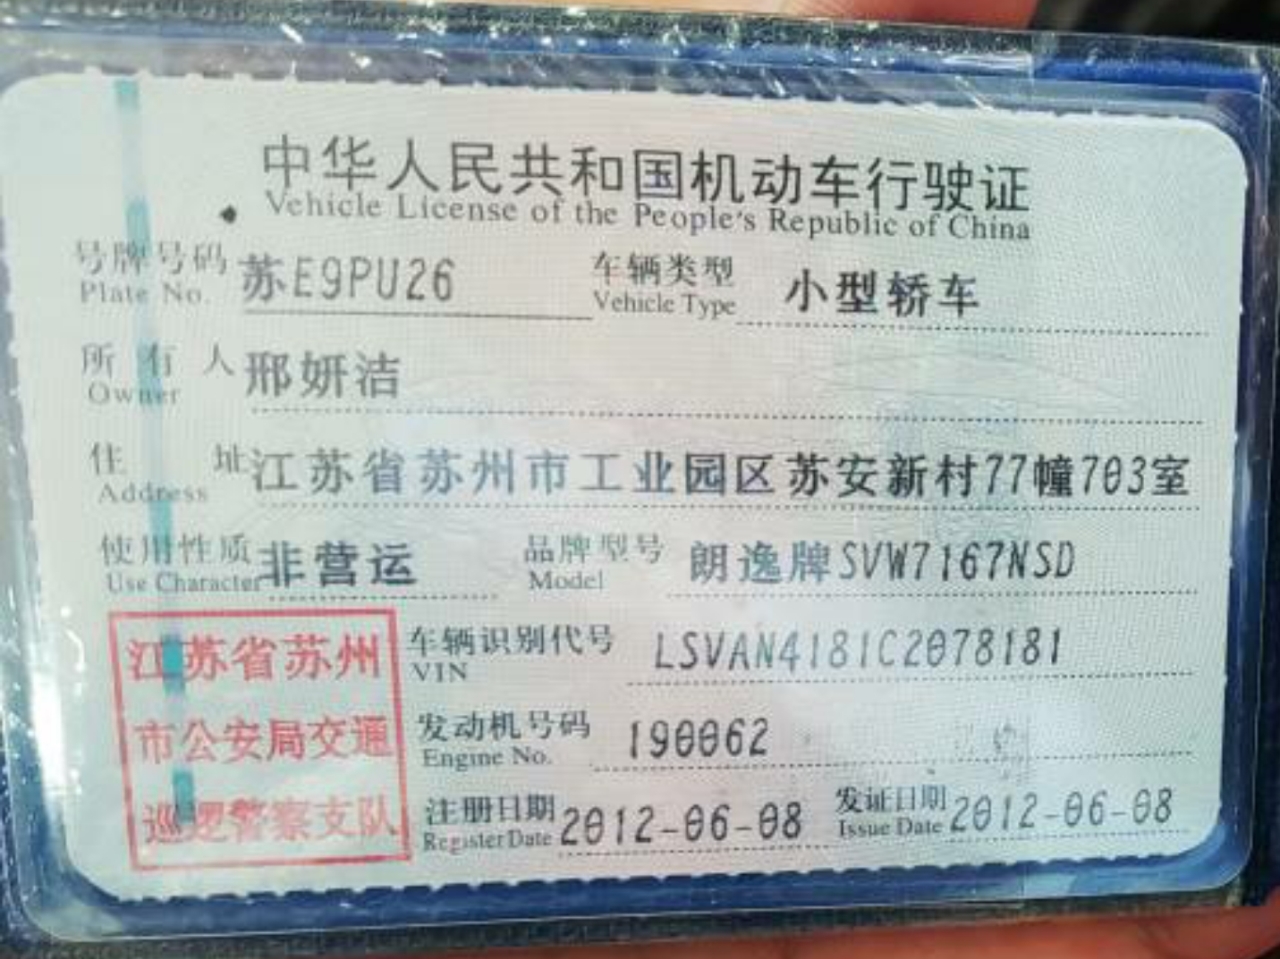 中华人民共和国机动车行驶证
Vehicle License of the People's Republic of China
号牌号码 苏E9PU26 车辆类型 小型轿车
Plate No. Vehicle Type
所有人 邢妍洁
Owner
住址 江苏省苏州市工业园区苏安新村77幢703室
Address
使用性质 非营运 品牌型号 朗逸牌SVW7167NSD
Use Character Model
江苏省苏州
市公安局交通
巡逻警察支队
车辆识别代号 LSVAN4181C2078181
VIN
发动机号码 190062
Engine No.
注册日期 2012-06-08 发证日期 2012-06-08
Register Date Issue Date